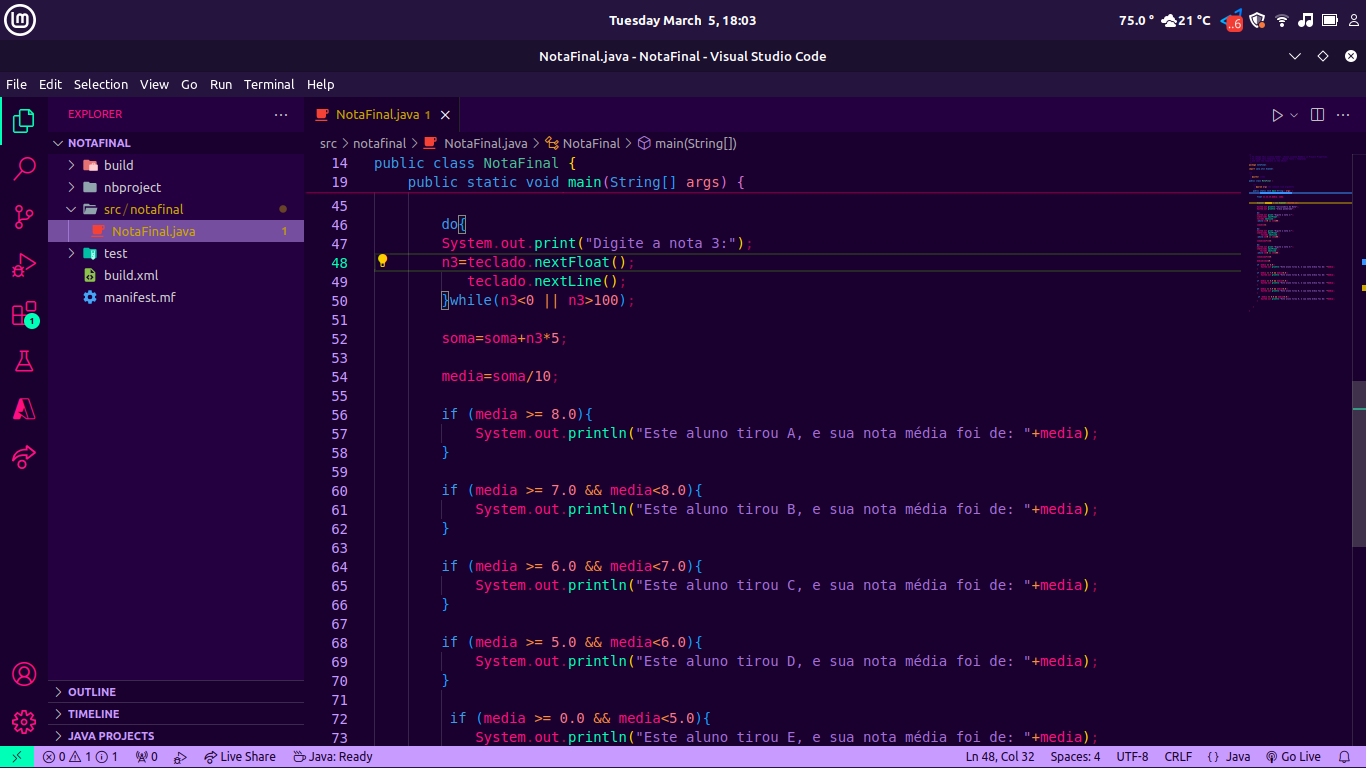 Tuesday March 5, 18:03
75.0 ° 21 °C ..6
NotaFinal.java - NotaFinal - Visual Studio Code
File Edit Selection View Go Run Terminal Help
EXPLORER
NotaFinal.java 1
NOTAFINAL
src > notafinal > NotaFinal.java > NotaFinal > main(String[])
build
nbproject
src/notafinal
NotaFinal.java 1
test
build.xml
manifest.mf
1
14 public class NotaFinal {
19 public static void main(String[] args) {
45
46 do{
47 System.out.print("Digite a nota 3:");
48 n3=teclado.nextFloat();
49 teclado.nextLine();
50 }while(n3<0 || n3>100);
51
52 soma=soma+n3*5;
53
54 media=soma/10;
55
56 if (media >= 8.0){
57 System.out.println("Este aluno tirou A, e sua nota média foi de: "+media);
58 }
59
60 if (media >= 7.0 && media<8.0){
61 System.out.println("Este aluno tirou B, e sua nota média foi de: "+media);
62 }
63
64 if (media >= 6.0 && media<7.0){
65 System.out.println("Este aluno tirou C, e sua nota média foi de: "+media);
66 }
67
68 if (media >= 5.0 && media<6.0){
69 System.out.println("Este aluno tirou D, e sua nota média foi de: "+media);
70 }
71
72 if (media >= 0.0 && media<5.0){
73 System.out.println("Este aluno tirou E, e sua nota média foi de: "+media);
OUTLINE
TIMELINE
JAVA PROJECTS
0 1 1 0 Live Share Java: Ready Ln 48, Col 32 Spaces: 4 UTF-8 CRLF {} Java Go Live